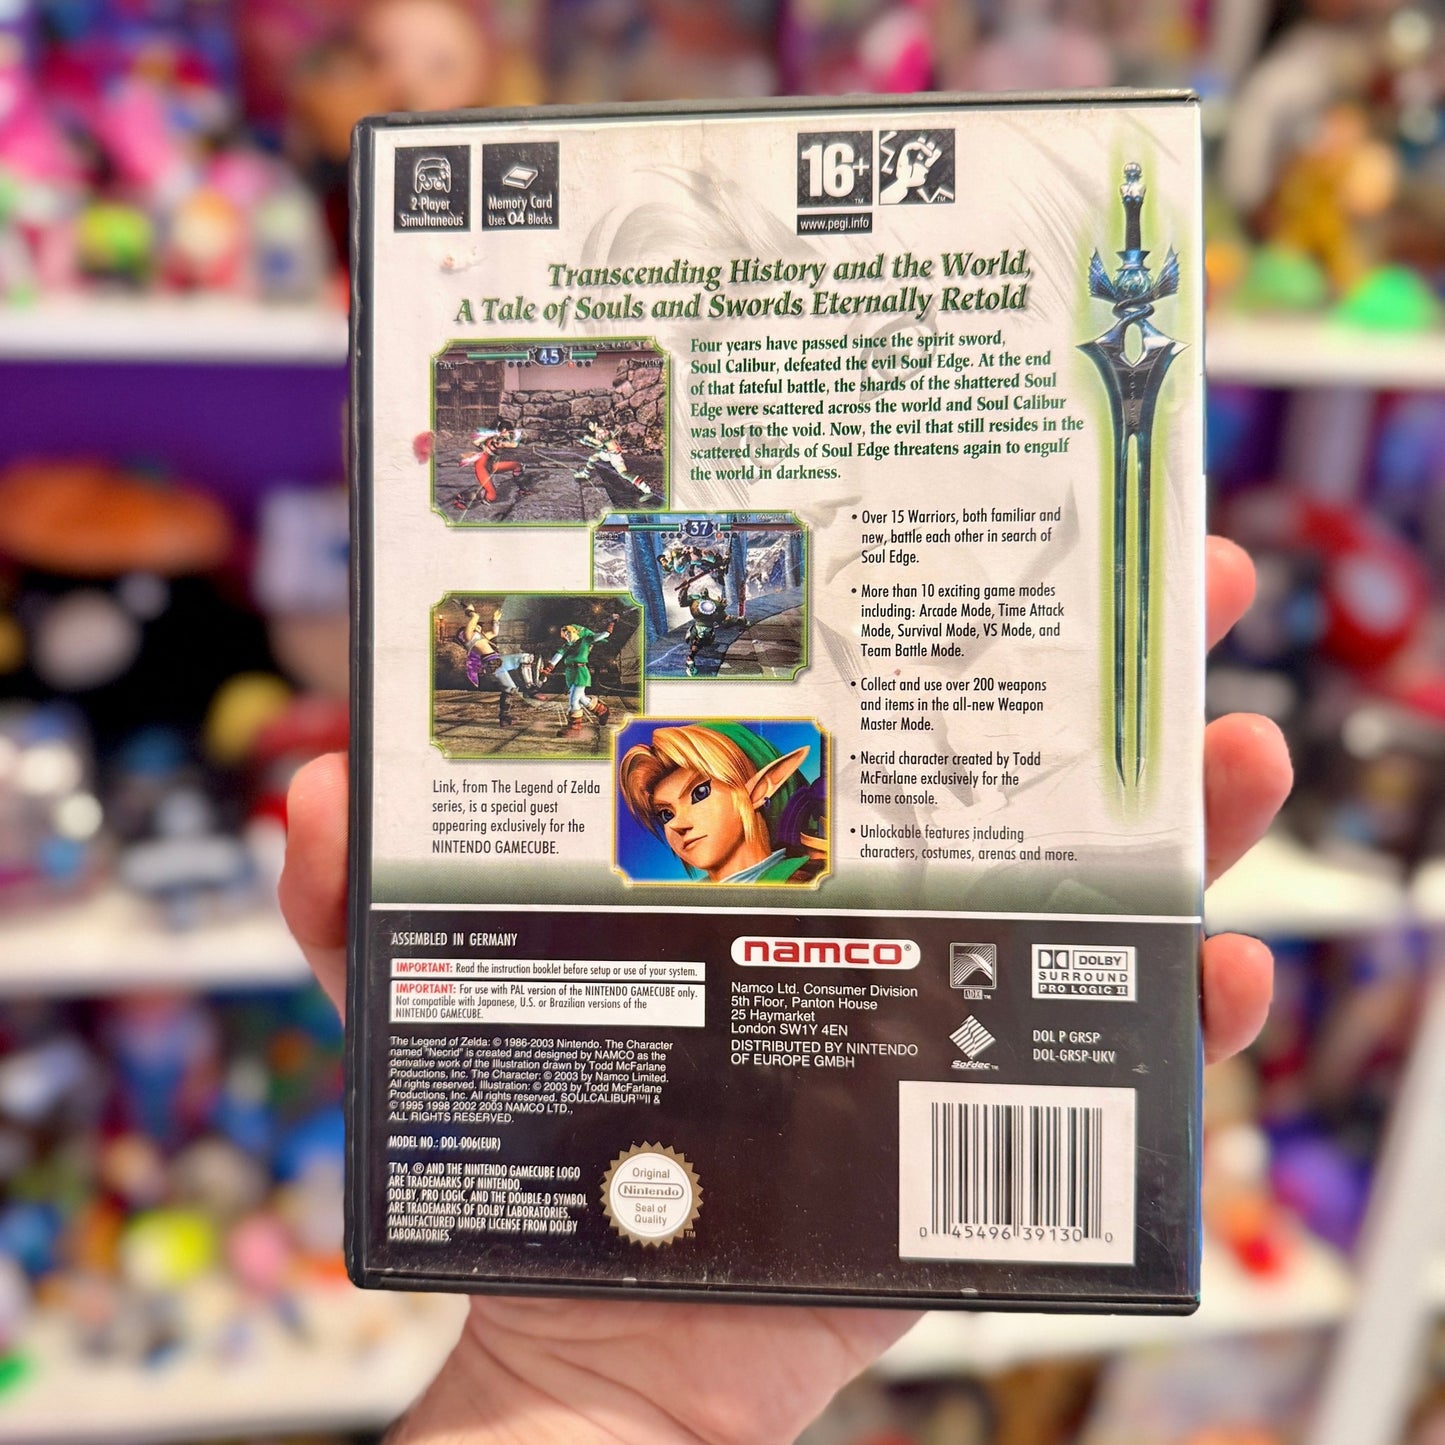 2-Player
Simultaneous
Memory Card
Uses 04 Blocks
16+
™
™
www.pegi.info
Transcending History and the World,
A Tale of Souls and Swords Eternally Retold
Four years have passed since the spirit sword,
Soul Calibur, defeated the evil Soul Edge. At the end
of that fateful battle, the shards of the shattered Soul
Edge were scattered across the world and Soul Calibur
was lost to the void. Now, the evil that still resides in the
scattered shards of Soul Edge threatens again to engulf
the world in darkness.
45
37
• Over 15 Warriors, both familiar and
new, battle each other in search of
Soul Edge.
• More than 10 exciting game modes
including: Arcade Mode, Time Attack
Mode, Survival Mode, VS Mode, and
Team Battle Mode.
• Collect and use over 200 weapons
and items in the all-new Weapon
Master Mode.
• Necrid character created by Todd
McFarlane exclusively for the
home console.
• Unlockable features including
characters, costumes, arenas and more.
Link, from The Legend of Zelda
series, is a special guest
appearing exclusively for the
NINTENDO GAMECUBE.
ASSEMBLED IN GERMANY
IMPORTANT: Read the instruction booklet before setup or use of your system.
IMPORTANT: For use with PAL version of the NINTENDO GAMECUBE only.
Not compatible with Japanese, U.S. or Brazilian versions of the
NINTENDO GAMECUBE.
The Legend of Zelda: © 1986-2003 Nintendo. The Character
named "Necrid" is created and designed by NAMCO as the
derivative work of the Illustration drawn by Todd McFarlane
Productions, Inc. The Character: © 2003 by Namco Limited.
All rights reserved. Illustration: © 2003 by Todd McFarlane
Productions, Inc. All rights reserved. SOULCALIBUR™II &
© 1995 1998 2002 2003 NAMCO LTD.,
ALL RIGHTS RESERVED.
MODEL NO.: DOL-006(EUR)
TM, ® AND THE NINTENDO GAMECUBE LOGO
ARE TRADEMARKS OF NINTENDO.
DOLBY, PRO LOGIC, AND THE DOUBLE-D SYMBOL
ARE TRADEMARKS OF DOLBY LABORATORIES.
MANUFACTURED UNDER LICENSE FROM DOLBY
LABORATORIES.
Original
Nintendo
Seal of
Quality
TM
namco®
Namco Ltd. Consumer Division
5th Floor, Panton House
25 Haymarket
London SW1Y 4EN
DISTRIBUTED BY NINTENDO
OF EUROPE GMBH
Sofdec™
DOLBY
SURROUND
PRO LOGIC II
DOL P GRSP
DOL-GRSP-UKV
0 45496 39130 0